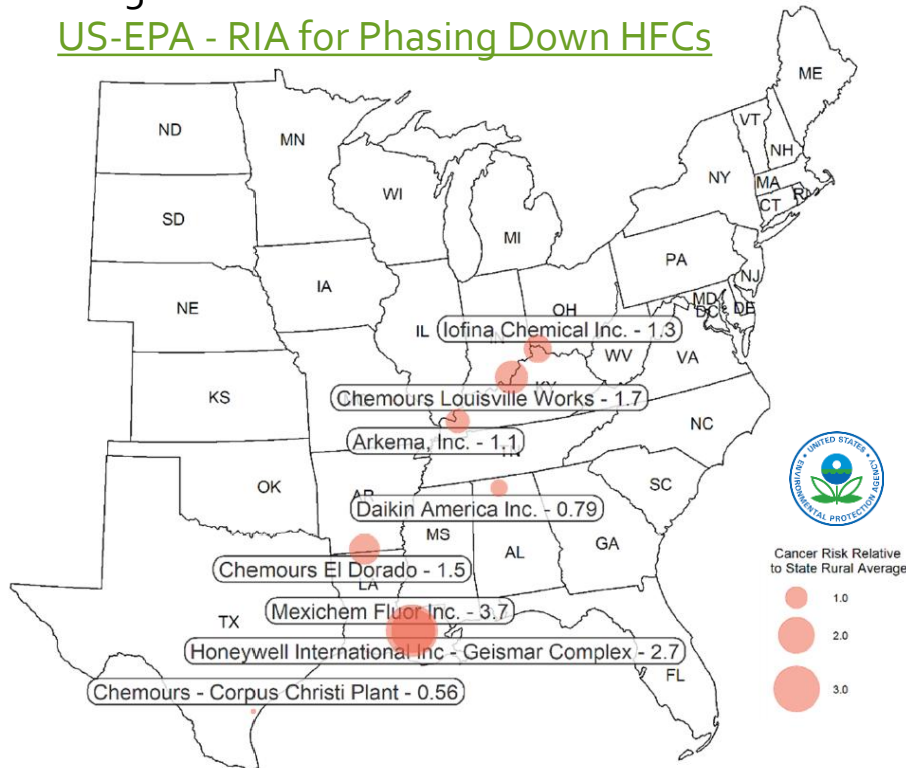 US-EPA - RIA for Phasing Down HFCs
ME
ND
MN
VT
NH
NY
MA
WI
CT
SD
MI
PA
IA
NJ
NE
OH
MD
DC
DE
IL
Iofina Chemical Inc. - 1.3
WV
VA
KS
KY
Chemours Louisville Works - 1.7
NC
Arkema, Inc. - 1.1
OK
SC
AR
Daikin America Inc. - 0.79
MS
AL
GA
Chemours El Dorado - 1.5
LA
TX
Mexichem Fluor Inc. - 3.7
Honeywell International Inc - Geismar Complex - 2.7
FL
Chemours - Corpus Christi Plant - 0.56
UNITED STATES
ENVIRONMENTAL PROTECTION AGENCY
Cancer Risk Relative
to State Rural Average
1.0
2.0
3.0